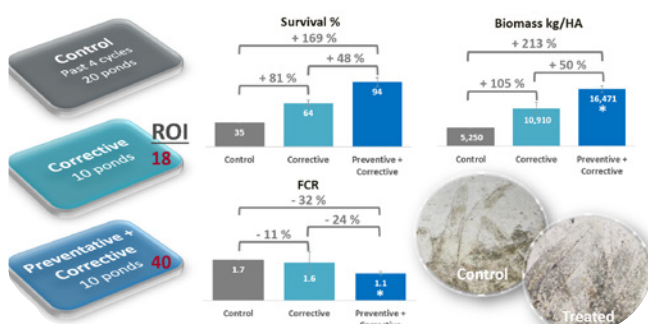 Control
Past 4 cycles
20 ponds
ROI
Corrective
10 ponds
18
Preventative +
Corrective
10 ponds
40
Survival %
+ 169 %
+ 48 %
+ 81 %
35
64
94
Control
Corrective
Preventive +
Corrective
Biomass kg/HA
+ 213 %
+ 50 %
+ 105 %
5,250
10,910
16,471
*
Control
Corrective
Preventive +
Corrective
FCR
- 32 %
- 24 %
- 11 %
1.7
1.6
1.1
*
Control
Corrective
Preventive +
Corrective
Control
Treated